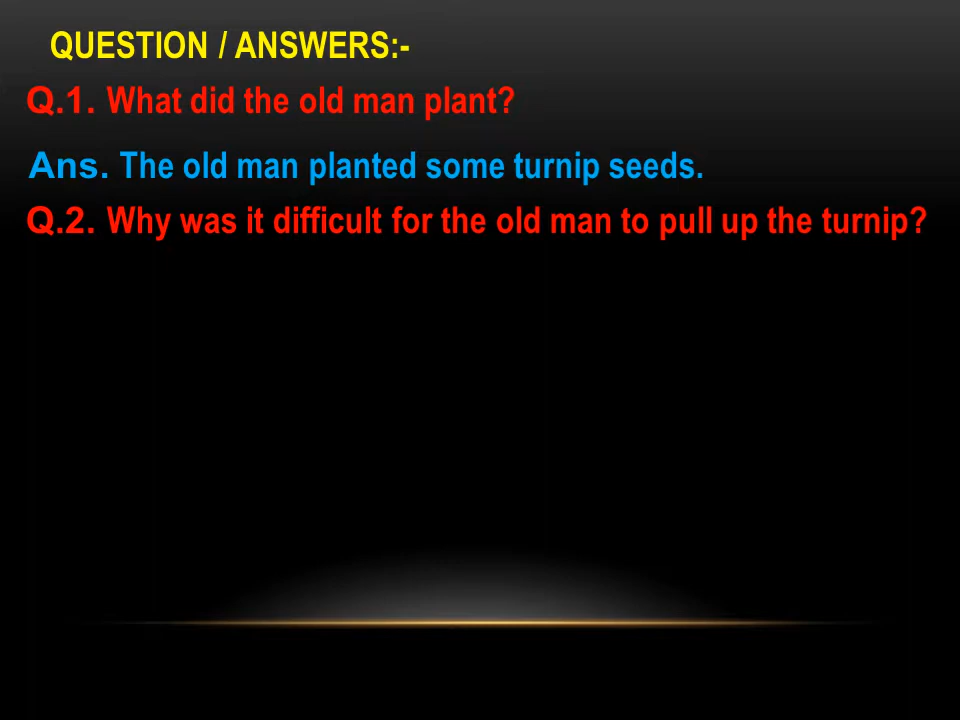 QUESTION / ANSWERS:-
Q.1. What did the old man plant?
Ans. The old man planted some turnip seeds.
Q.2. Why was it difficult for the old man to pull up the turnip?